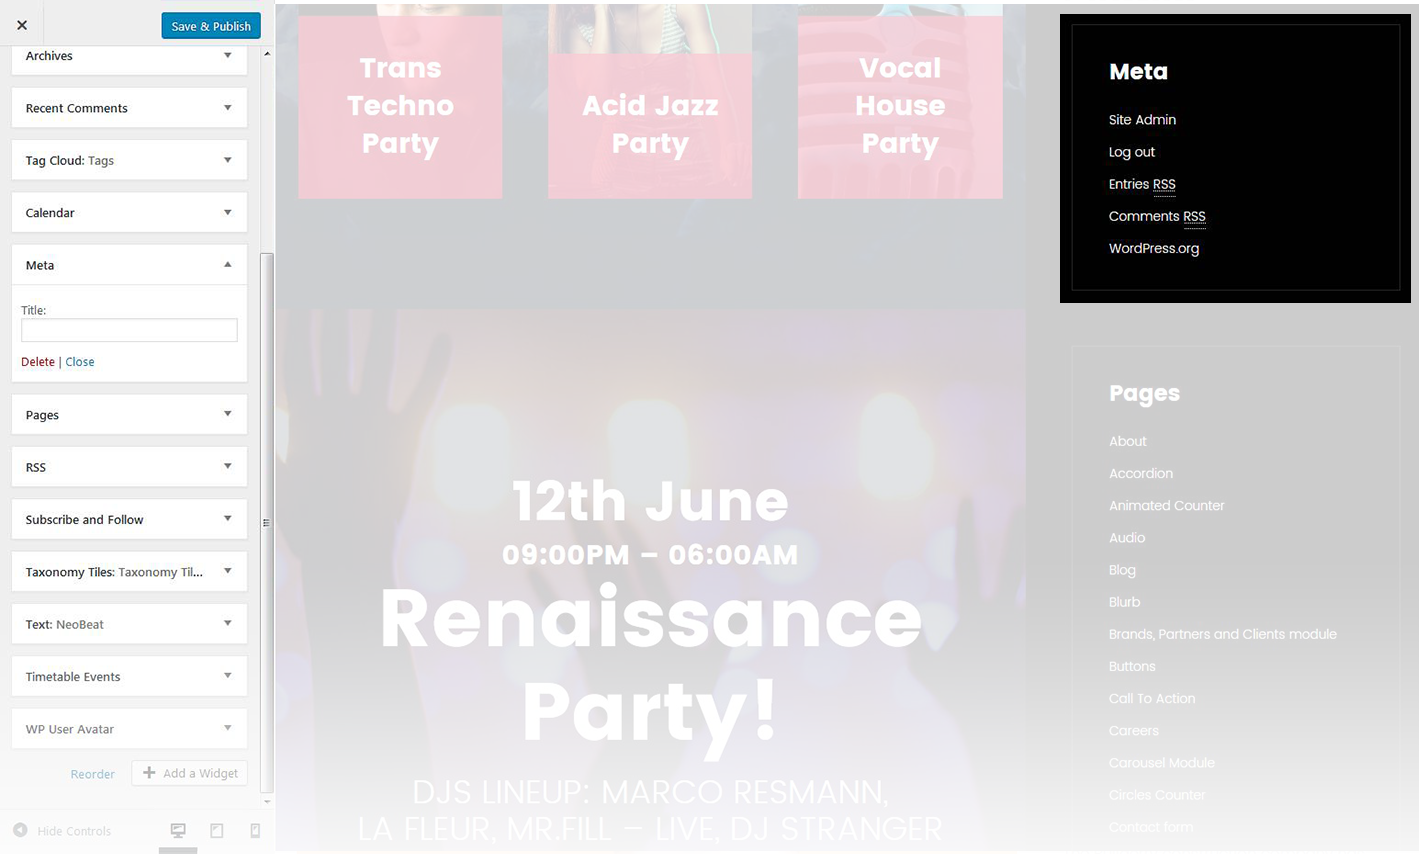 Save & Publish
Archives
Recent Comments
Tag Cloud: Tags
Calendar
Meta
Title:
Delete | Close
Pages
RSS
Subscribe and Follow
Taxonomy Tiles: Taxonomy Til...
Text: NeoBeat
Timetable Events
WP User Avatar
Reorder
Add a Widget
Hide Controls
Trans
Techno
Party
Acid Jazz
Party
Vocal
House
Party
12th June
09:00PM – 06:00AM
Renaissance
Party!
DJS LINEUP: MARCO RESMANN,
LA FLEUR, MR.FILL – LIVE, DJ STRANGER
Meta
Site Admin
Log out
Entries RSS
Comments RSS
WordPress.org
Pages
About
Accordion
Animated Counter
Audio
Blog
Blurb
Brands, Partners and Clients module
Buttons
Call To Action
Careers
Carousel Module
Circles Counter
Contact form